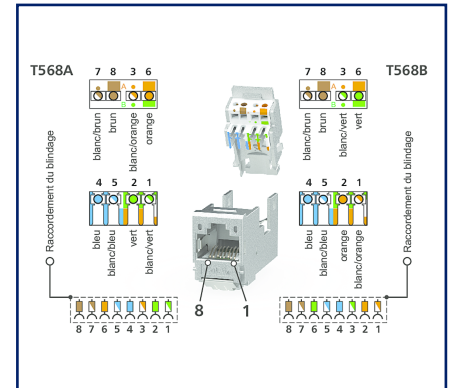 T568A
7 8 3 6
A
B
blanc/brun
brun
blanc/orange
orange
4 5 2 1
bleu
blanc/bleu
vert
blanc/vert
Raccordement du blindage
8 7 6 5 4 3 2 1
8 1
T568B
7 8 3 6
A
B
blanc/brun
brun
blanc/vert
vert
4 5 2 1
bleu
blanc/bleu
orange
blanc/orange
Raccordement du blindage
8 7 6 5 4 3 2 1